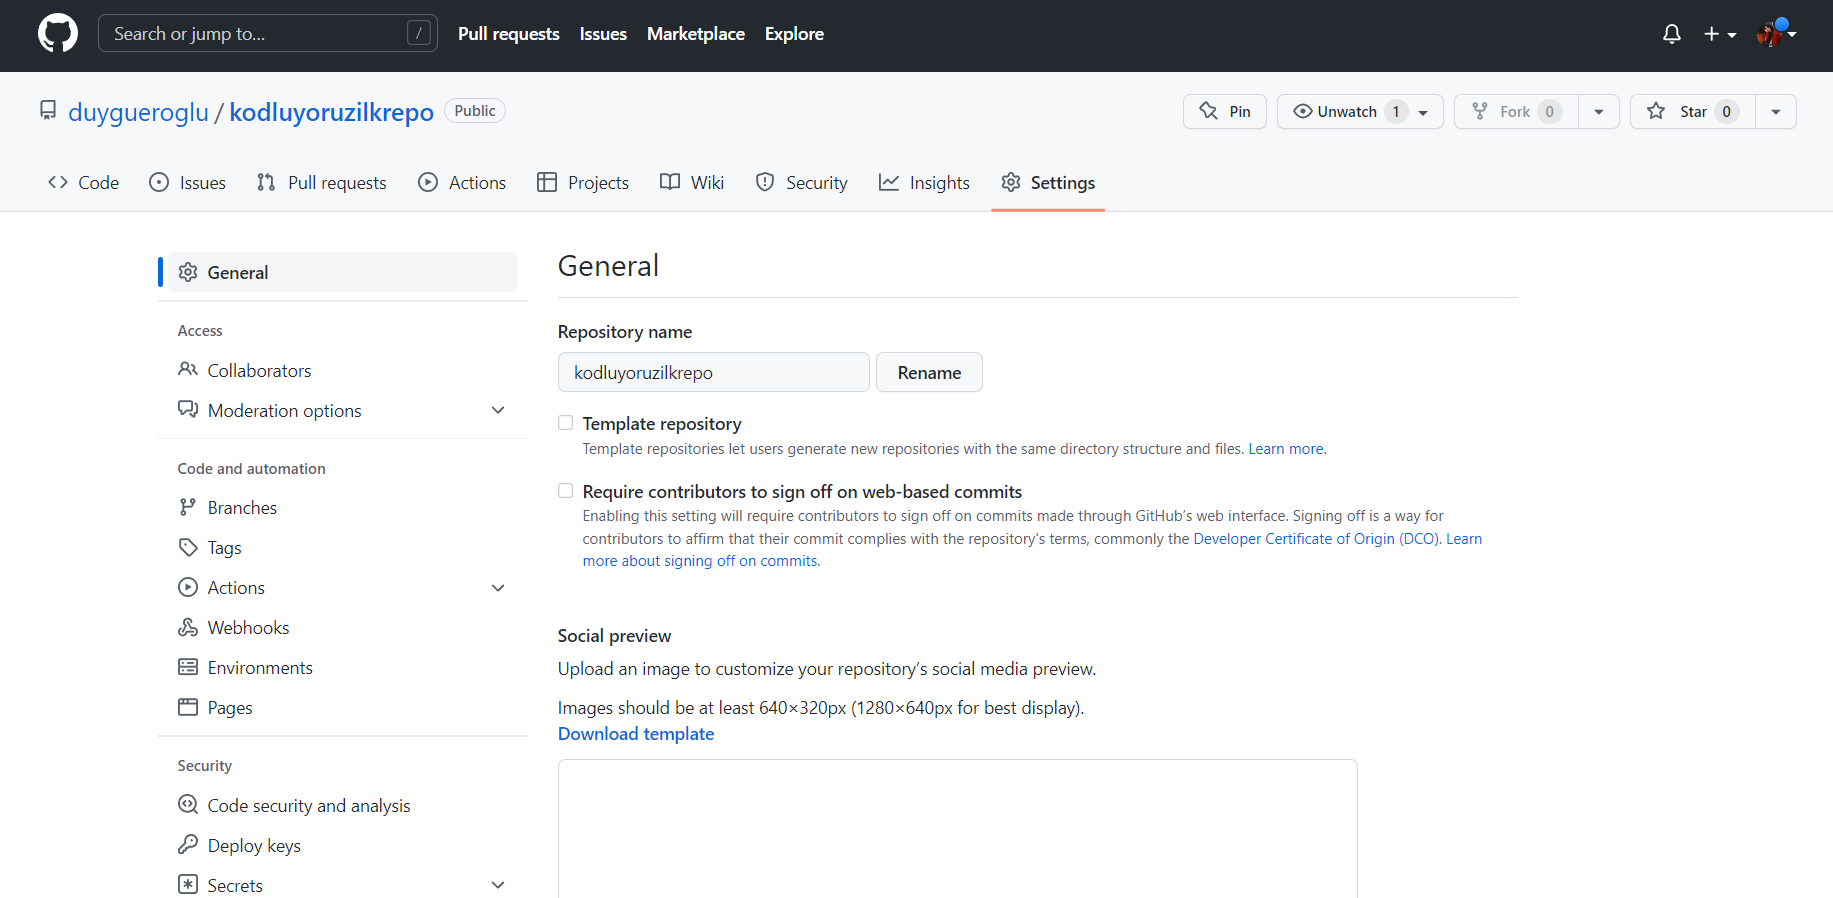 Search or jump to... /
Pull requests Issues Marketplace Explore
duygueroglu / kodluyoruzilkrepo Public
Pin Unwatch 1 Fork 0 Star 0
Code Issues Pull requests Actions Projects Wiki Security Insights Settings
General
Access
Collaborators
Moderation options
Code and automation
Branches
Tags
Actions
Webhooks
Environments
Pages
Security
Code security and analysis
Deploy keys
Secrets
General
Repository name
kodluyoruzilkrepo Rename
Template repository
Template repositories let users generate new repositories with the same directory structure and files. Learn more.
Require contributors to sign off on web-based commits
Enabling this setting will require contributors to sign off on commits made through GitHub's web interface. Signing off is a way for
contributors to affirm that their commit complies with the repository's terms, commonly the Developer Certificate of Origin (DCO). Learn
more about signing off on commits.
Social preview
Upload an image to customize your repository's social media preview.
Images should be at least 640×320px (1280×640px for best display).
Download template